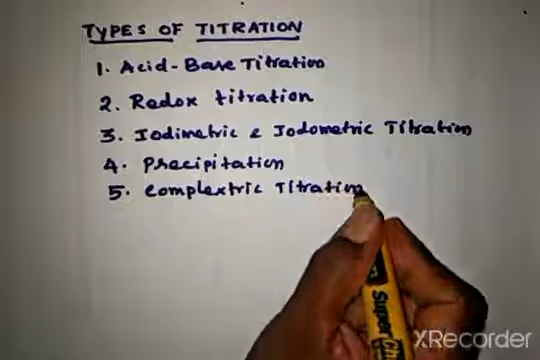 TYPES OF TITRATION
1. Acid-Base Titration
2. Redox titration
3. Iodimetric & Iodometric Titration
4. Precipitation
5. Complextric Titration
Super
XRecorder